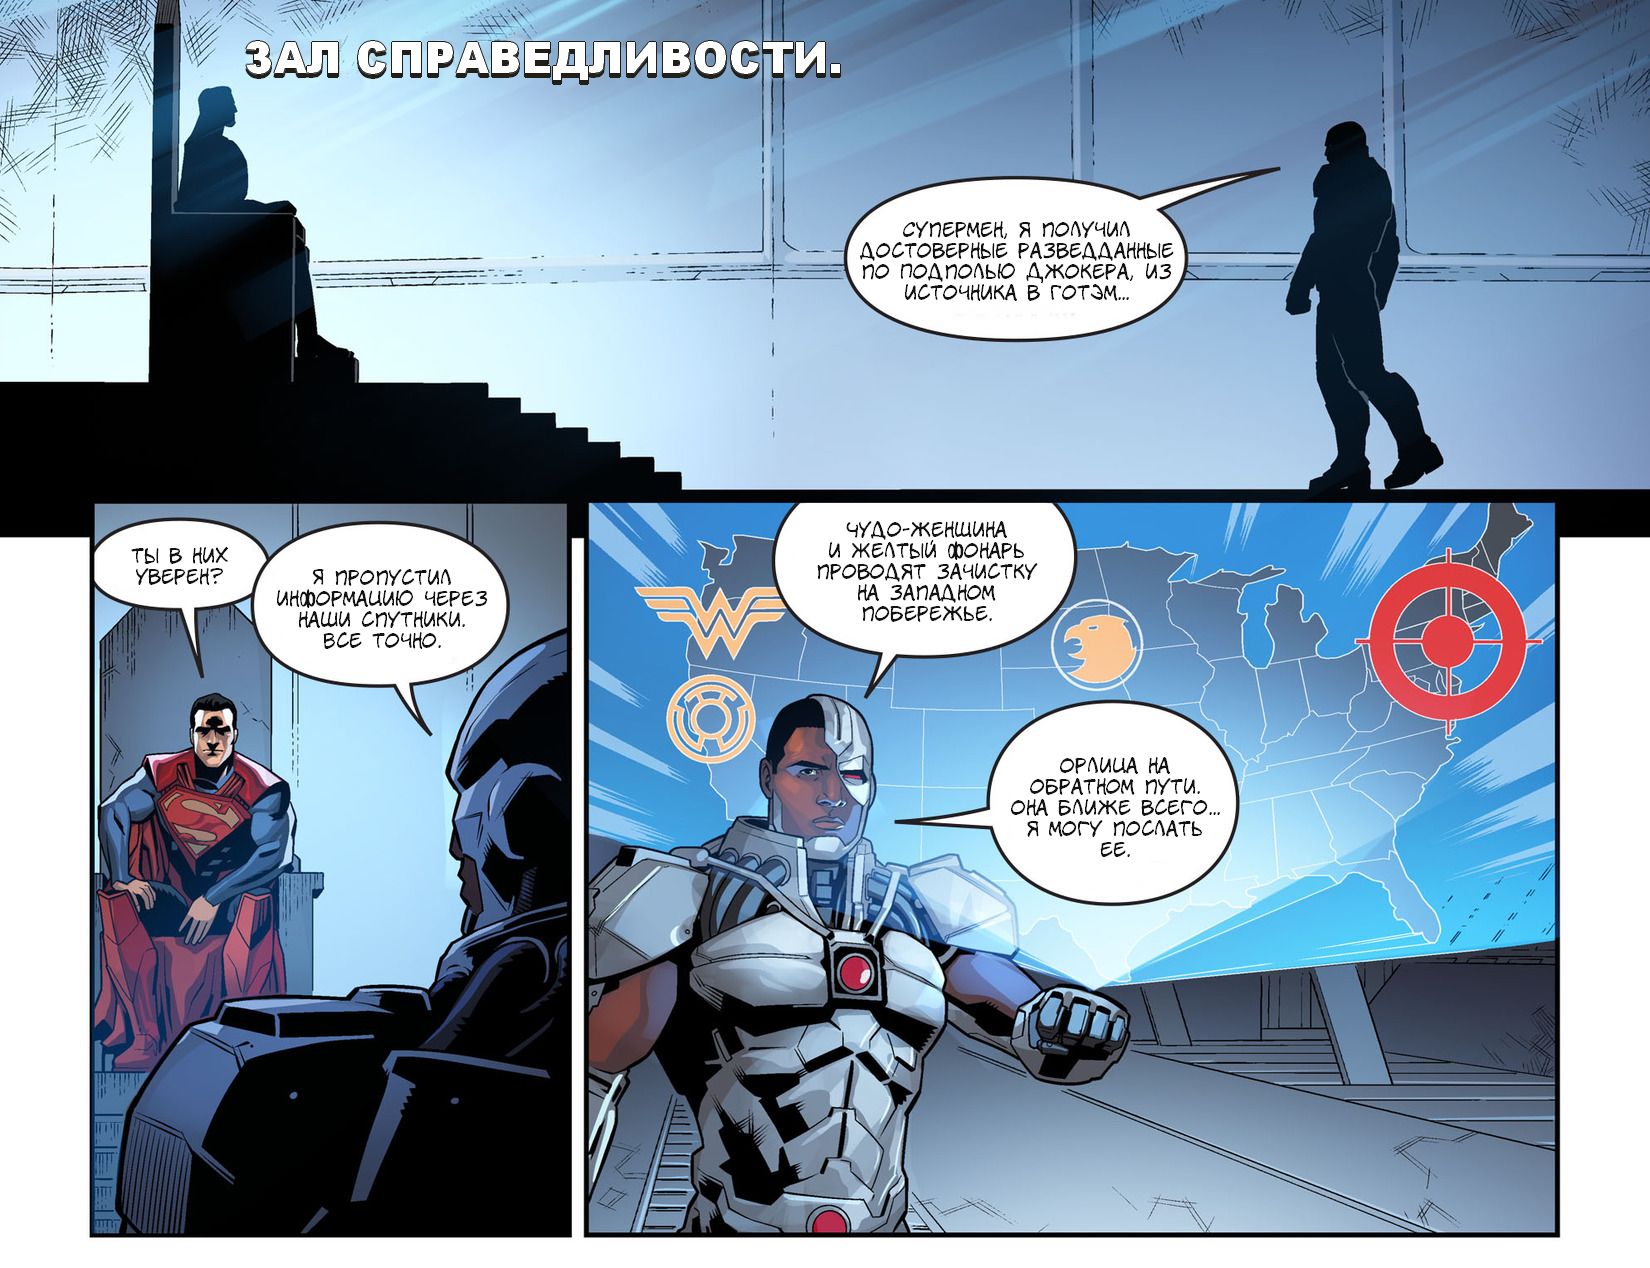 ЗАЛ СПРАВЕДЛИВОСТИ.
СУПЕРМЕН, Я ПОЛУЧИЛ
ДОСТОВЕРНЫЕ РАЗВЕДДАННЫЕ
ПО ПОДПОЛЬЮ ДЖОКЕРА, ИЗ
ИСТОЧНИКА В ГОТЭМ...
ТЫ В НИХ
УВЕРЕН?
Я ПРОПУСТИЛ
ИНФОРМАЦИЮ ЧЕРЕЗ
НАШИ СПУТНИКИ.
ВСЕ ТОЧНО.
ЧУДО-ЖЕНЩИНА
И ЖЕЛТЫЙ ФОНАРЬ
ПРОВОДЯТ ЗАЧИСТКУ
НА ЗАПАДНОМ
ПОБЕРЕЖЬЕ.
ОРЛИЦА НА
ОБРАТНОМ ПУТИ.
ОНА БЛИЖЕ ВСЕГО...
Я МОГУ ПОСЛАТЬ
ЕЕ.